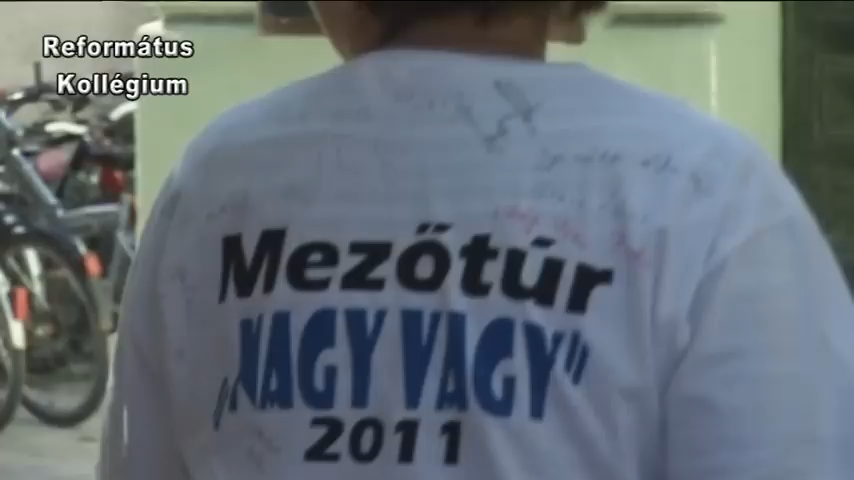 Református
Kollégium
Mezőtúr
„NAGY VAGY"
2011